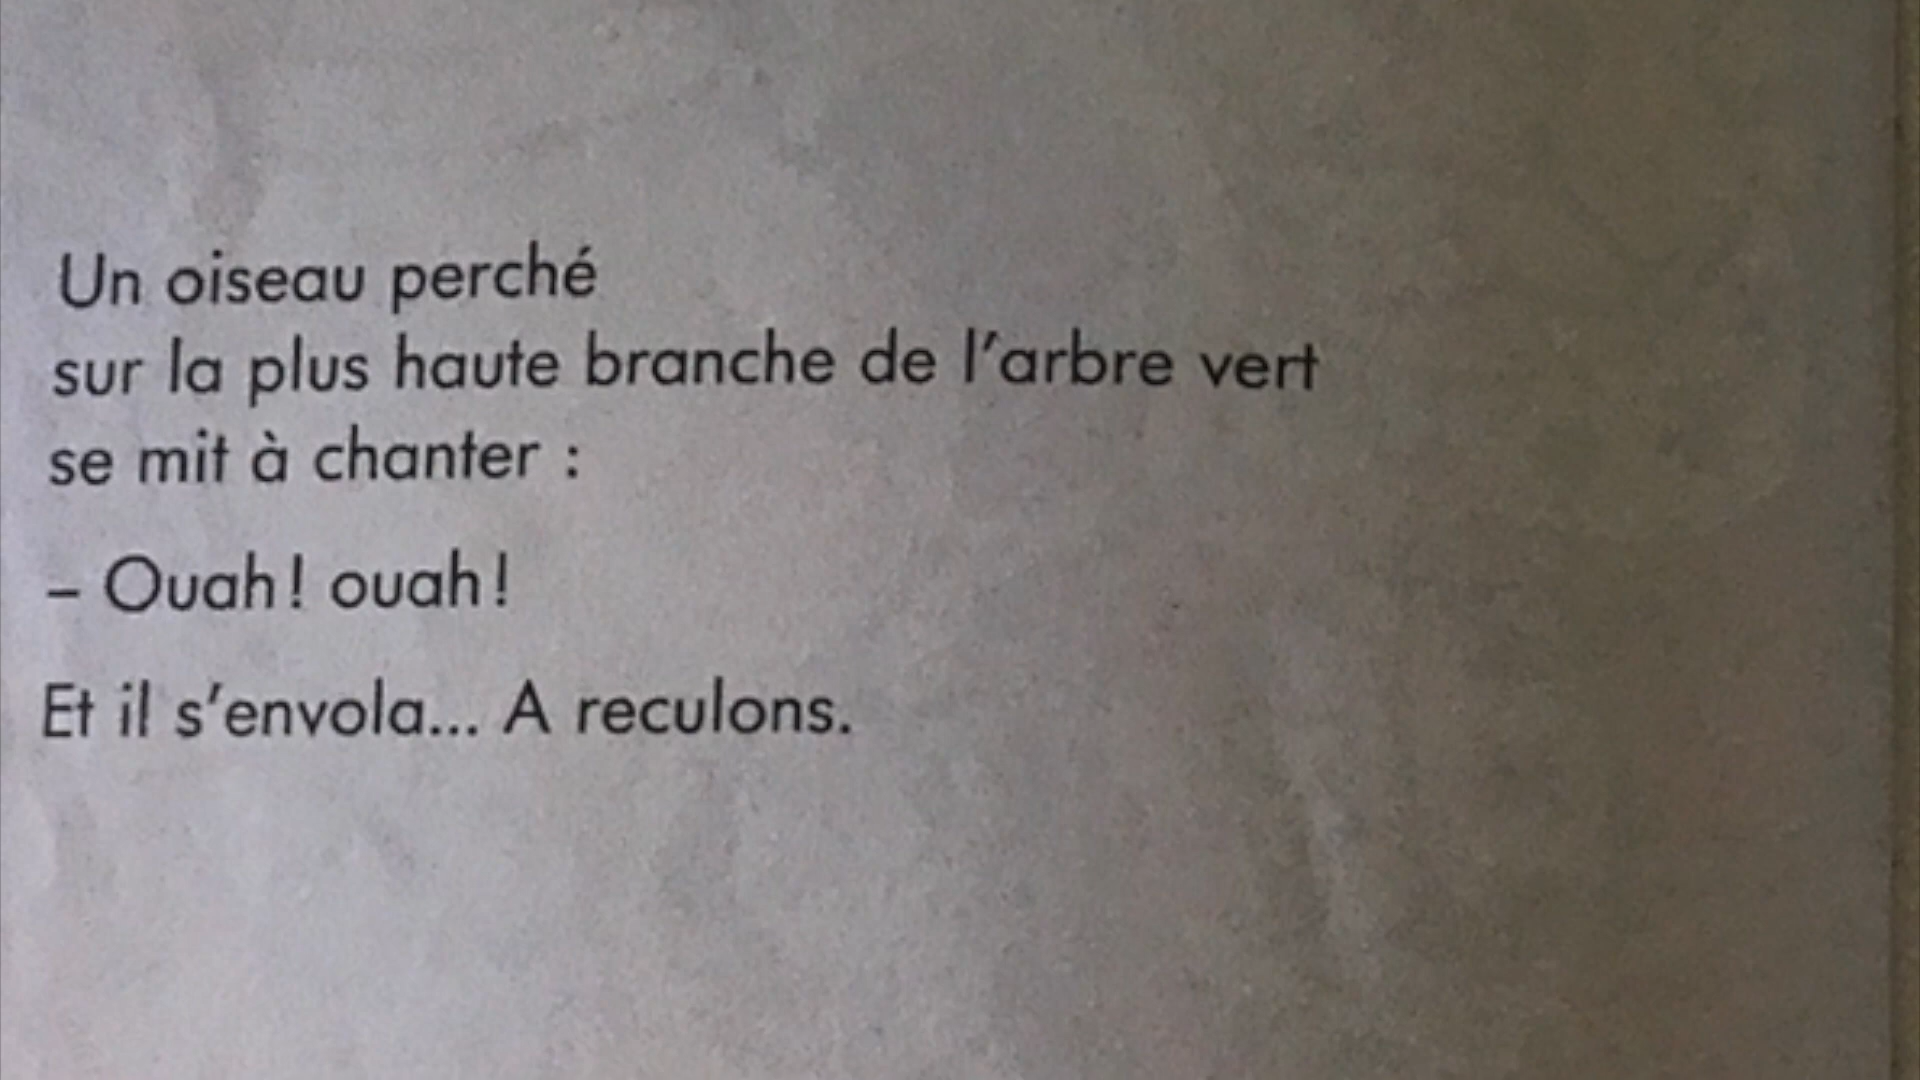 Un oiseau perché
sur la plus haute branche de l'arbre vert
se mit à chanter :
– Ouah! ouah!
Et il s'envola... A reculons.